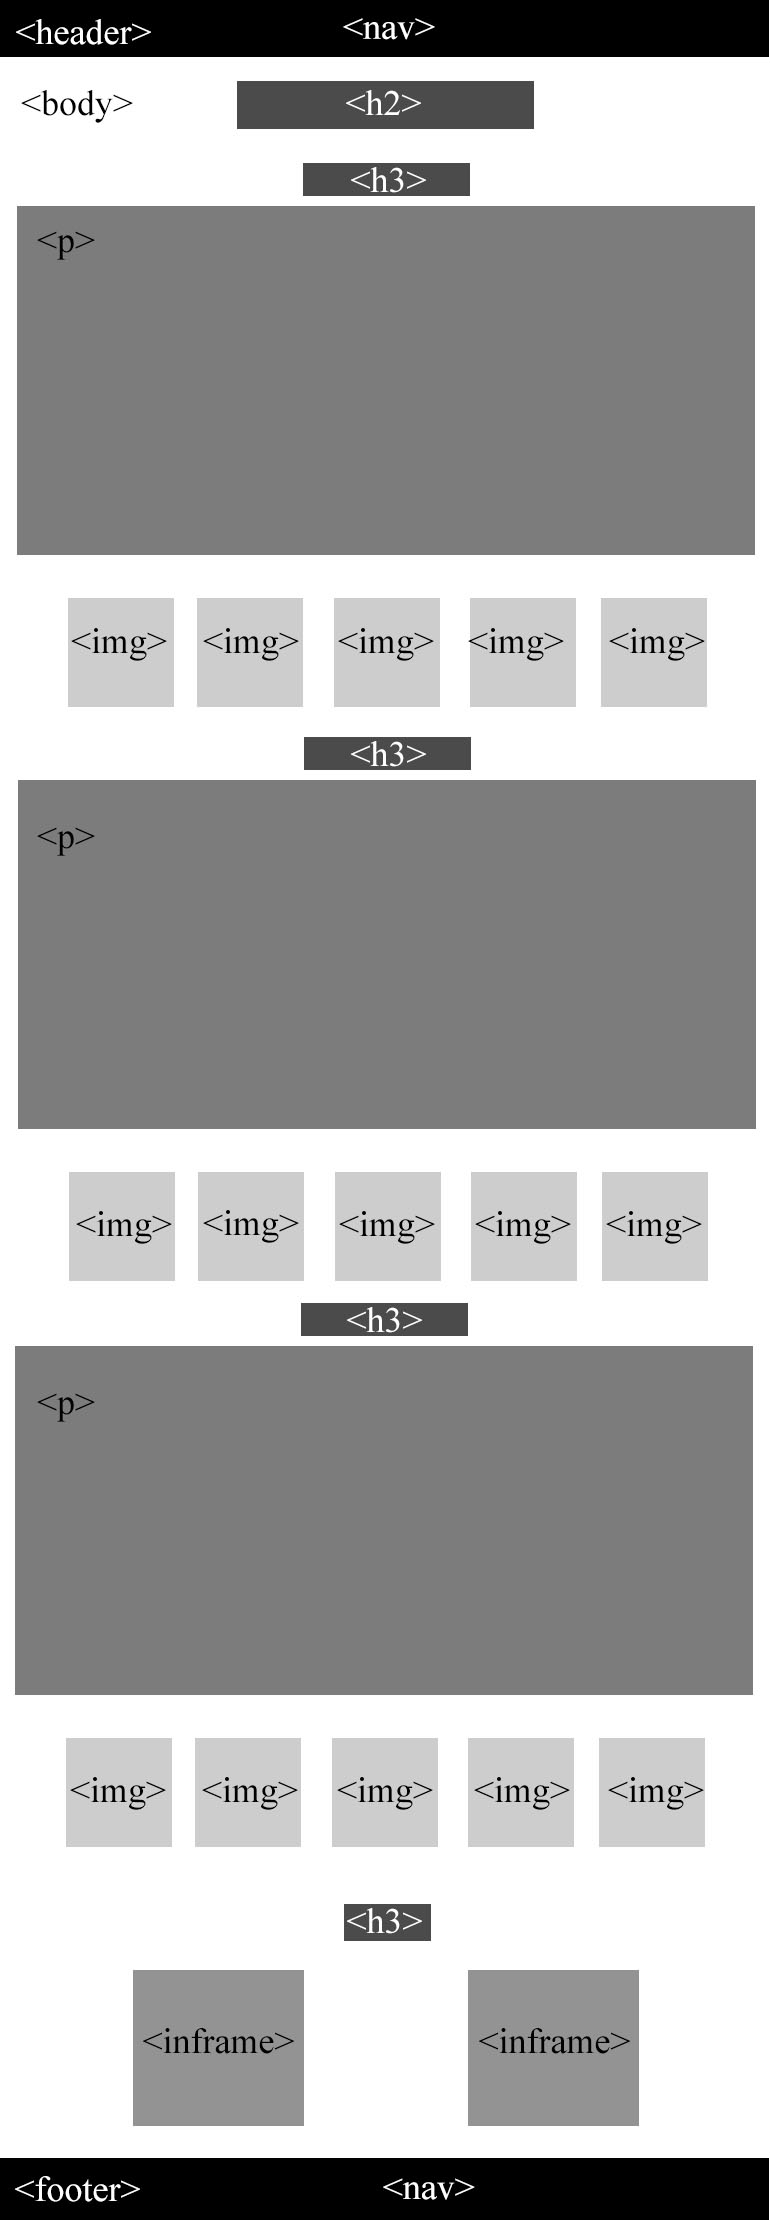 <header> <nav>
<body> <h2>
<h3>
<p>
<img> <img> <img> <img> <img>
<h3>
<p>
<img> <img> <img> <img> <img>
<h3>
<p>
<img> <img> <img> <img> <img>
<h3>
<inframe> <inframe>
<footer> <nav>